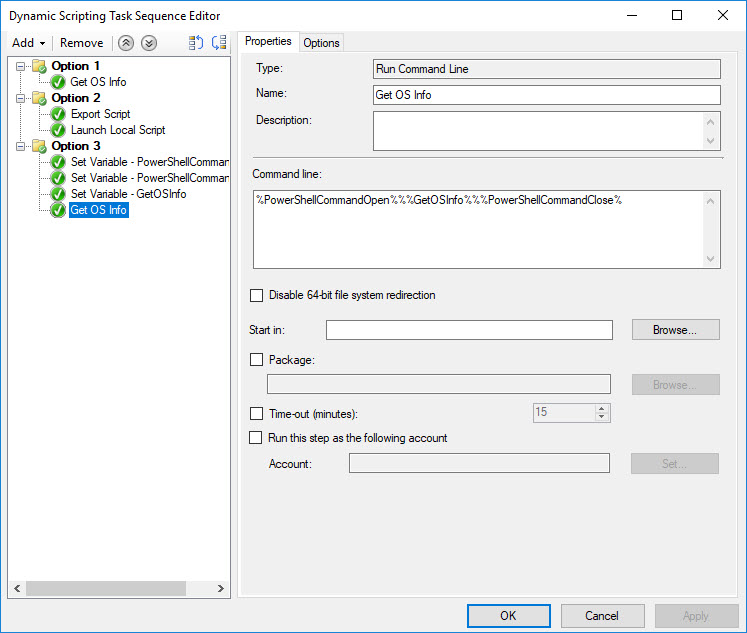 Dynamic Scripting Task Sequence Editor
Add Remove
Properties Options
Option 1
Get OS Info
Option 2
Export Script
Launch Local Script
Option 3
Set Variable - PowerShellComman
Set Variable - PowerShellComman
Set Variable - GetOSInfo
Get OS Info
Type: Run Command Line
Name: Get OS Info
Description:
Command line:
%PowerShellCommandOpen%%%GetOSInfo%%%PowerShellCommandClose%
Disable 64-bit file system redirection
Start in: Browse...
Package:
Browse...
Time-out (minutes): 15
Run this step as the following account
Account: Set...
OK Cancel Apply